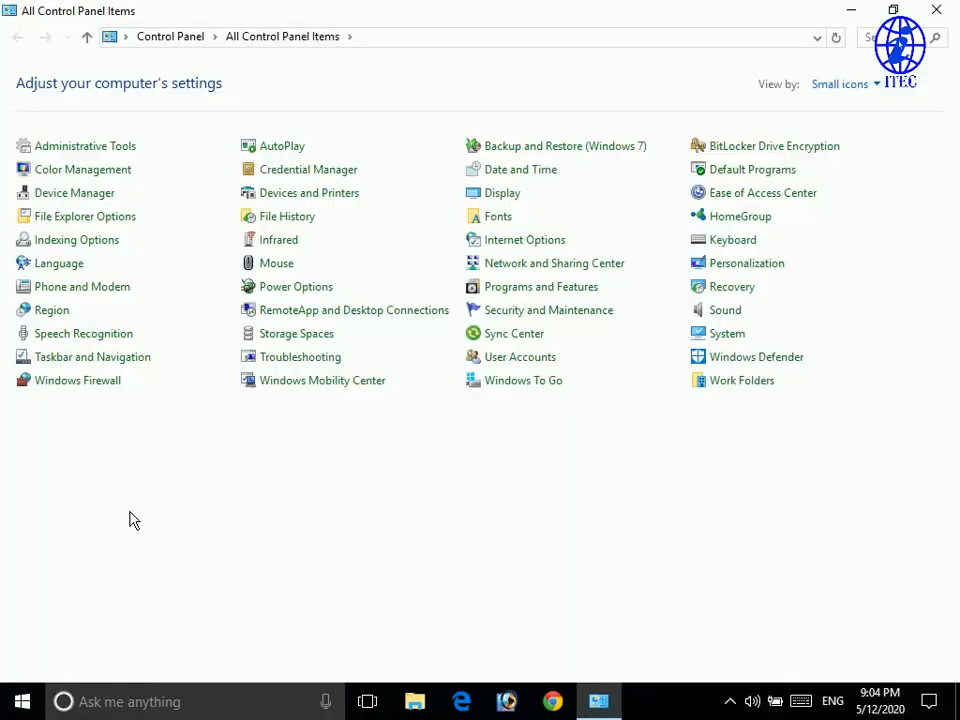 All Control Panel Items
Control Panel > All Control Panel Items >
Se
ITEC
Adjust your computer's settings
View by: Small icons
Administrative Tools
AutoPlay
Backup and Restore (Windows 7)
BitLocker Drive Encryption
Color Management
Credential Manager
Date and Time
Default Programs
Device Manager
Devices and Printers
Display
Ease of Access Center
File Explorer Options
File History
Fonts
HomeGroup
Indexing Options
Infrared
Internet Options
Keyboard
Language
Mouse
Network and Sharing Center
Personalization
Phone and Modem
Power Options
Programs and Features
Recovery
Region
RemoteApp and Desktop Connections
Security and Maintenance
Sound
Speech Recognition
Storage Spaces
Sync Center
System
Taskbar and Navigation
Troubleshooting
User Accounts
Windows Defender
Windows Firewall
Windows Mobility Center
Windows To Go
Work Folders
Ask me anything
ENG
9:04 PM
5/12/2020